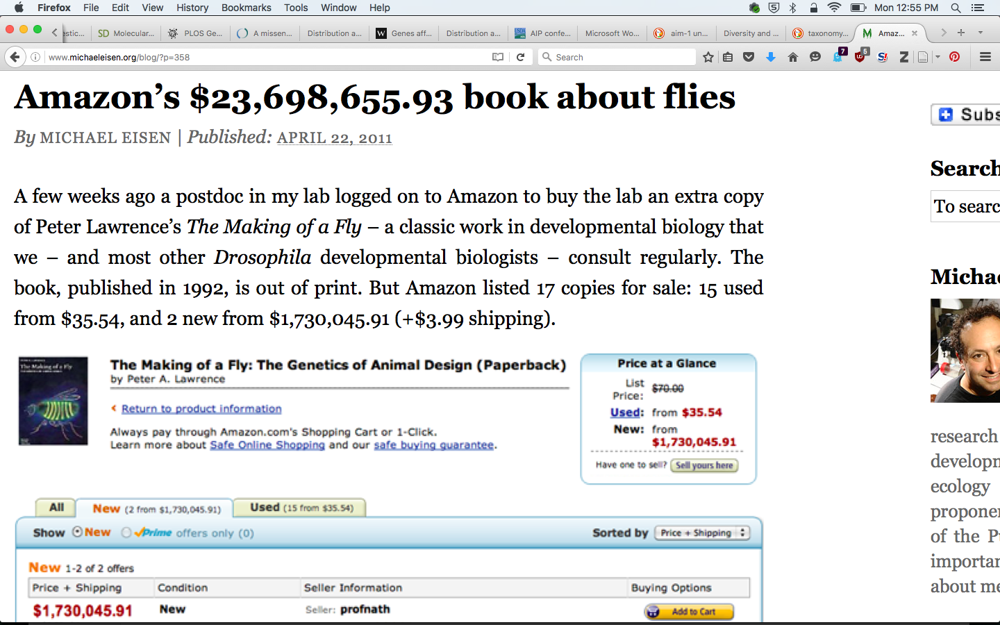 Firefox File Edit View History Bookmarks Tools Window Help Mon 12:55 PM
astic... SD Molecular... PLOS Ge... A missen... Distribution a... W Genes aff... Distribution a... AIP confe... Microsoft Wo... aim-1 un... Diversity and ... taxonomy... M Amaz...
www.michaeleisen.org/blog/?p=358 Search 7 5
Amazon’s $23,698,655.93 book about flies
By MICHAEL EISEN | Published: APRIL 22, 2011
A few weeks ago a postdoc in my lab logged on to Amazon to buy the lab an extra copy
of Peter Lawrence’s The Making of a Fly – a classic work in developmental biology that
we – and most other Drosophila developmental biologists – consult regularly. The
book, published in 1992, is out of print. But Amazon listed 17 copies for sale: 15 used
from $35.54, and 2 new from $1,730,045.91 (+$3.99 shipping).
The Making of a Fly
The Making of a Fly: The Genetics of Animal Design (Paperback)
by Peter A. Lawrence
Return to product information
Always pay through Amazon.com's Shopping Cart or 1-Click.
Learn more about Safe Online Shopping and our safe buying guarantee.
Price at a Glance
List
Price: $70.00
Used: from $35.54
New: from
$1,730,045.91
Have one to sell? Sell yours here
All New (2 from $1,730,045.91) Used (15 from $35.54)
Show New Prime offers only (0) Sorted by Price + Shipping
New 1-2 of 2 offers
Price + Shipping Condition Seller Information Buying Options
$1,730,045.91 New Seller: profnath Add to Cart
Subs
Search
To searc
Michae
research
developm
ecology
proponen
of the Pu
importan
about me